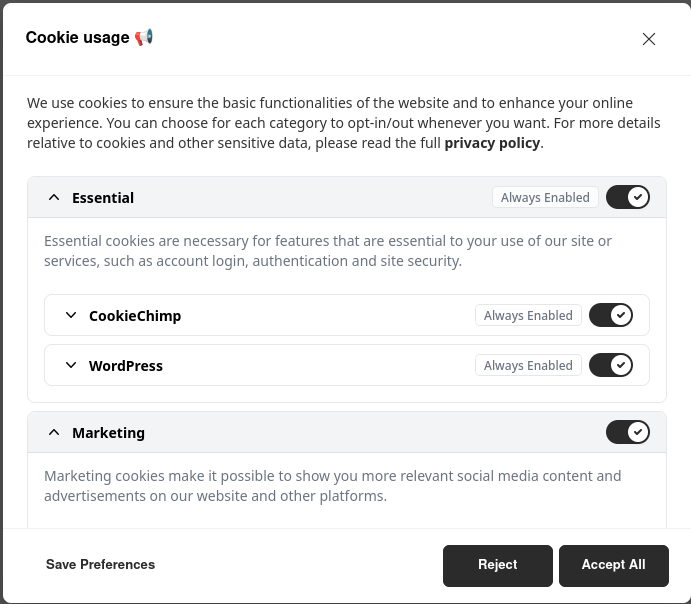 Cookie usage 📢
We use cookies to ensure the basic functionalities of the website and to enhance your online
experience. You can choose for each category to opt-in/out whenever you want. For more details
relative to cookies and other sensitive data, please read the full privacy policy.
Essential Always Enabled
Essential cookies are necessary for features that are essential to your use of our site or
services, such as account login, authentication and site security.
CookieChimp Always Enabled
WordPress Always Enabled
Marketing
Marketing cookies make it possible to show you more relevant social media content and
advertisements on our website and other platforms.
Save Preferences Reject Accept All